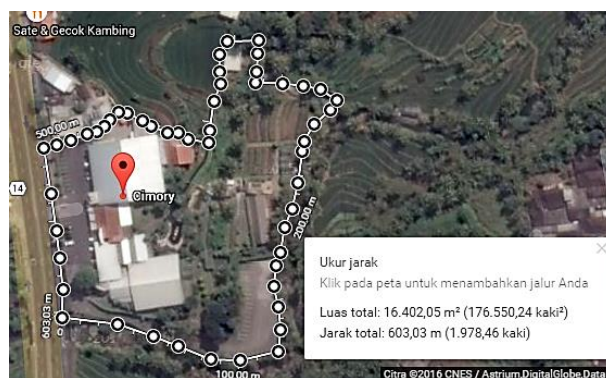 Sate & Gecok Kambing
500,00 m
14
Cimory
200,00 m
603,03 m
0
100,00 m
Ukur jarak
Klik pada peta untuk menambahkan jalur Anda
Luas total: 16.402,05 m² (176.550,24 kaki²)
Jarak total: 603,03 m (1.978,46 kaki)
Citra ©2016 CNES / Astrium,DigitalGlobe,Data